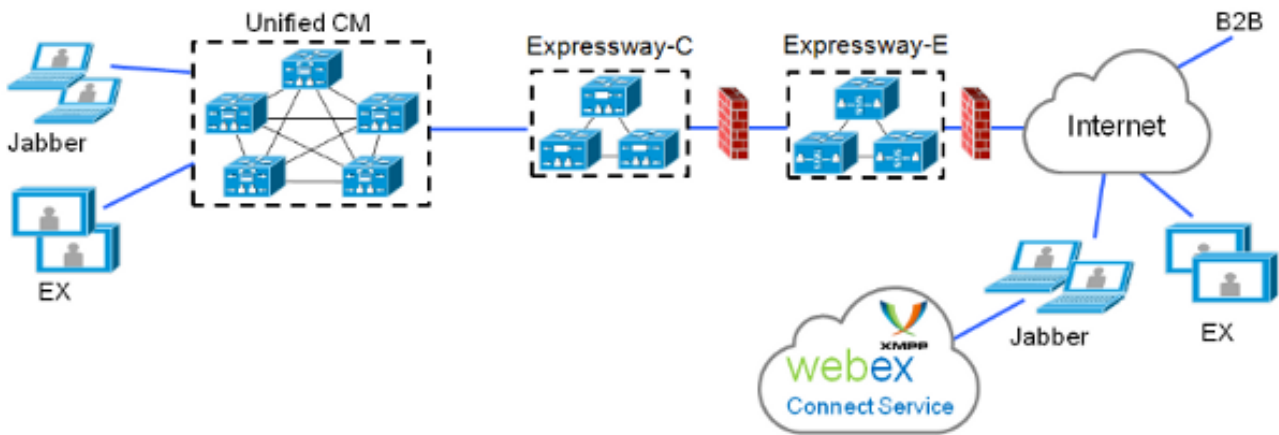 Unified CM
B2B
Expressway-C
Expressway-E
Internet
Jabber
EX
Jabber
EX
XMPP
webex
Connect Service